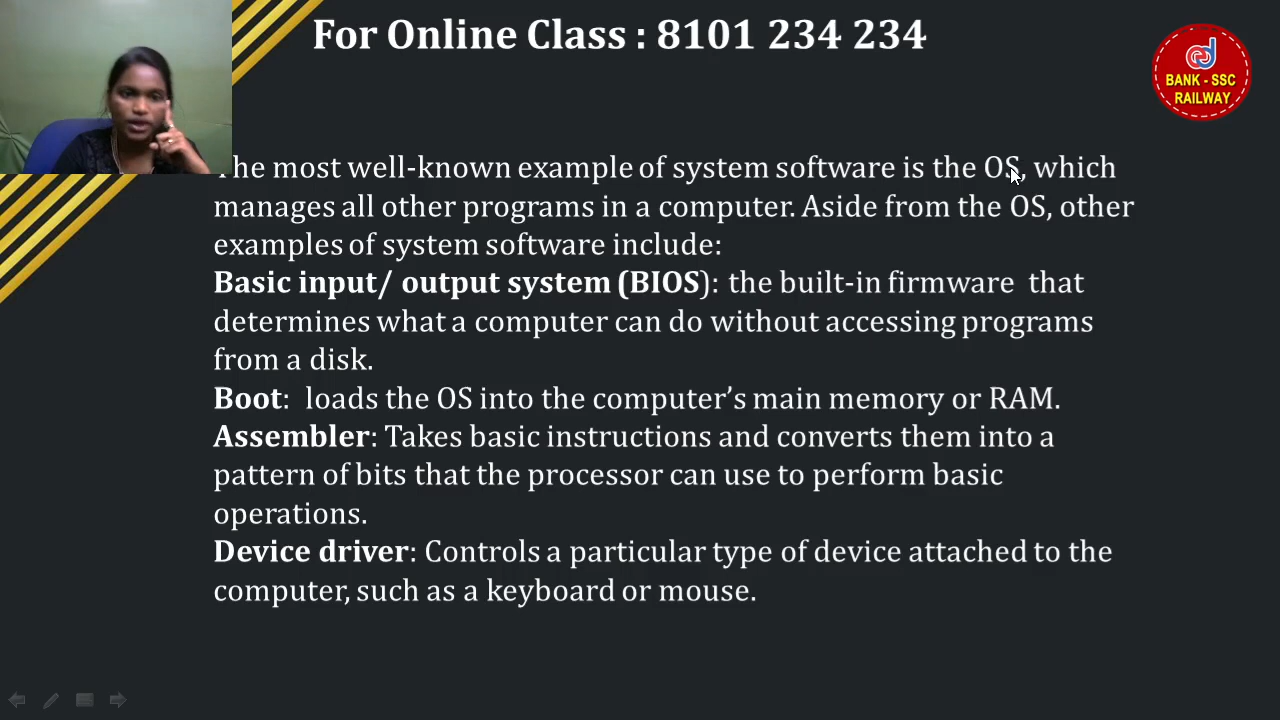 For Online Class : 8101 234 234
BANK - SSC
RAILWAY
The most well-known example of system software is the OS, which
manages all other programs in a computer. Aside from the OS, other
examples of system software include:
Basic input/ output system (BIOS): the built-in firmware that
determines what a computer can do without accessing programs
from a disk.
Boot: loads the OS into the computer’s main memory or RAM.
Assembler: Takes basic instructions and converts them into a
pattern of bits that the processor can use to perform basic
operations.
Device driver: Controls a particular type of device attached to the
computer, such as a keyboard or mouse.